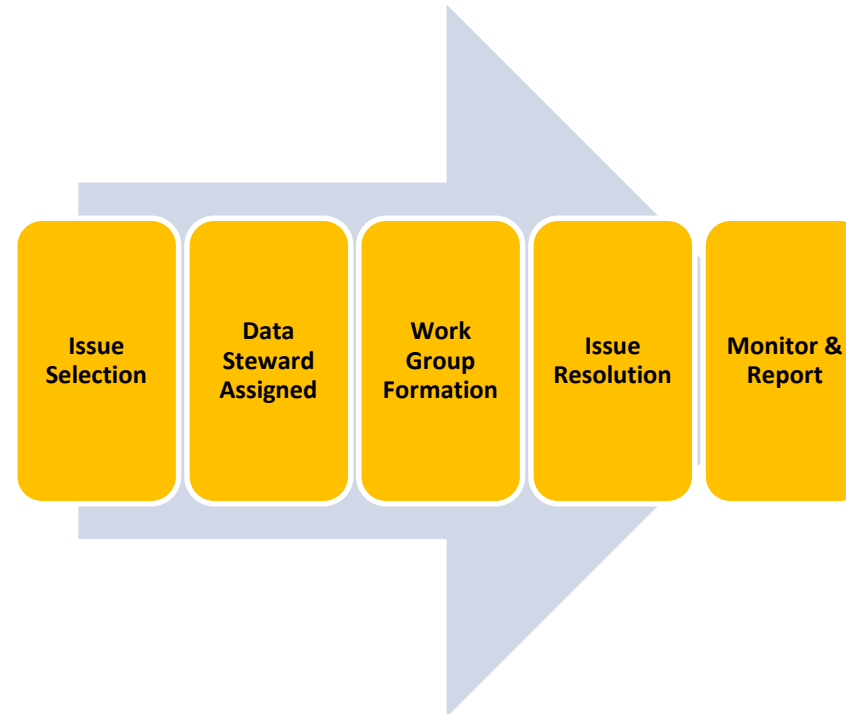 Issue
Selection
Data
Steward
Assigned
Work
Group
Formation
Issue
Resolution
Monitor &
Report